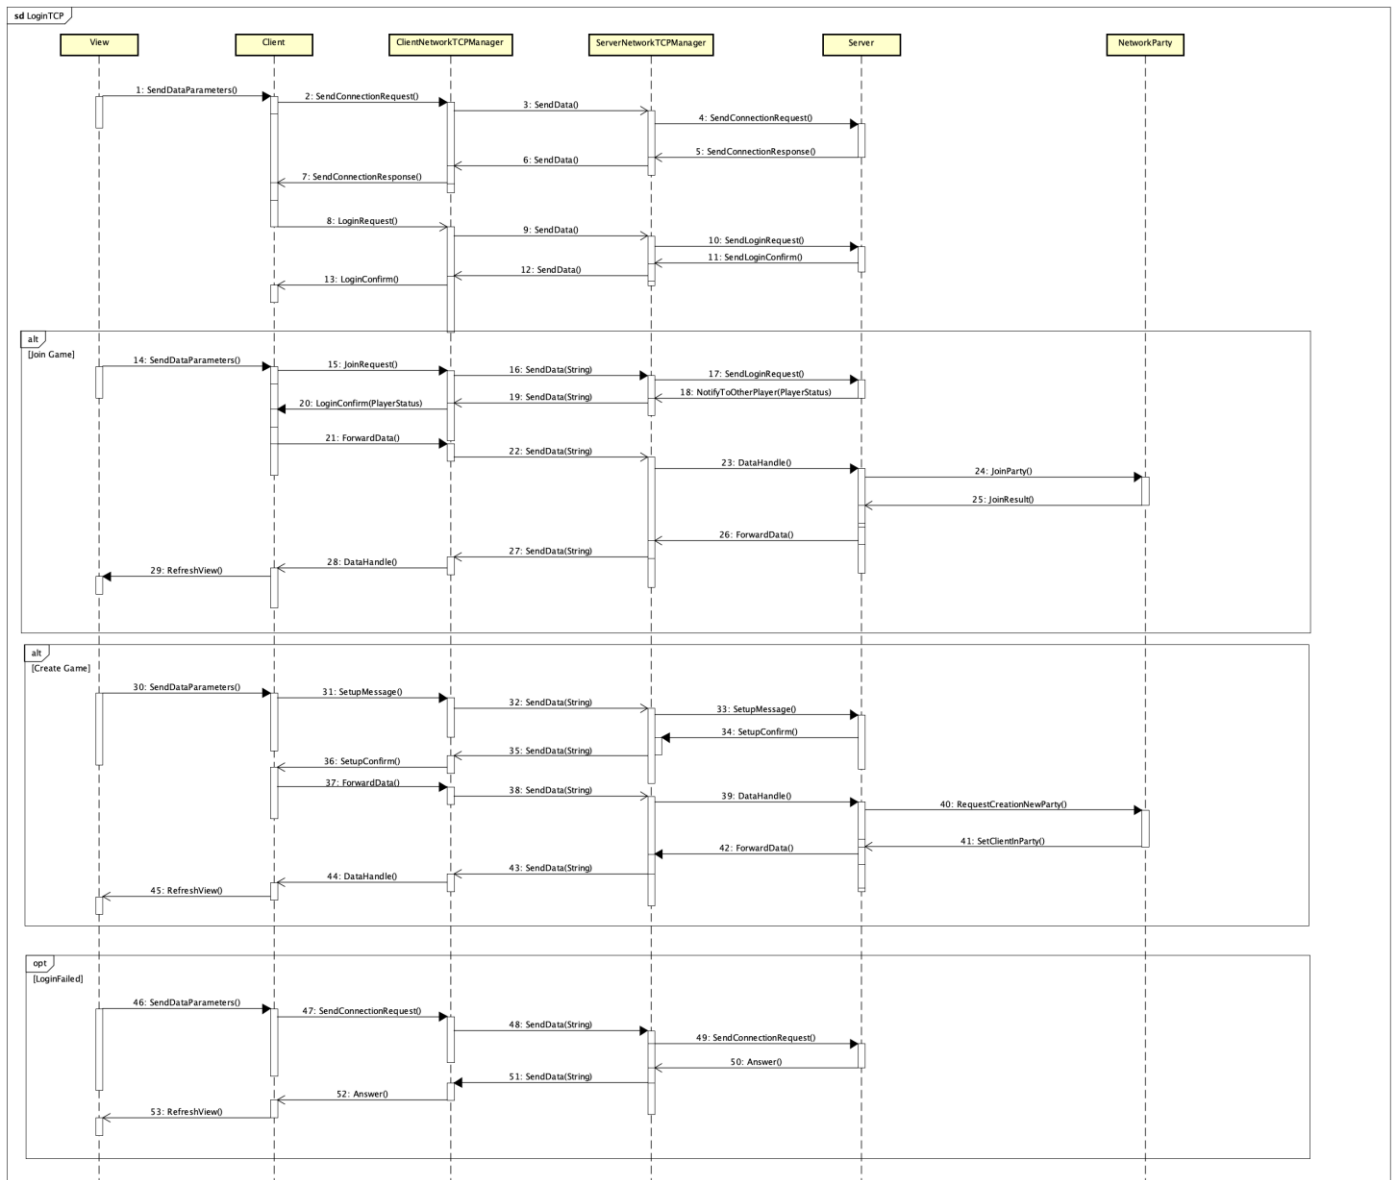 sd LoginTCP
View
Client
ClientNetworkTCPManager
ServerNetworkTCPManager
Server
NetworkParty
1: SendDataParameters()
2: SendConnectionRequest()
3: SendData()
4: SendConnectionRequest()
5: SendConnectionResponse()
6: SendData()
7: SendConnectionResponse()
8: LoginRequest()
9: SendData()
10: SendLoginRequest()
11: SendLoginConfirm()
12: SendData()
13: LoginConfirm()
alt
[Join Game]
14: SendDataParameters()
15: JoinRequest()
16: SendData(String)
17: SendLoginRequest()
18: NotifyToOtherPlayer(PlayerStatus)
19: SendData(String)
20: LoginConfirm(PlayerStatus)
21: ForwardData()
22: SendData(String)
23: DataHandle()
24: JoinParty()
25: JoinResult()
26: ForwardData()
27: SendData(String)
28: DataHandle()
29: RefreshView()
alt
[Create Game]
30: SendDataParameters()
31: SetupMessage()
32: SendData(String)
33: SetupMessage()
34: SetupConfirm()
35: SendData(String)
36: SetupConfirm()
37: ForwardData()
38: SendData(String)
39: DataHandle()
40: RequestCreationNewParty()
41: SetClientInParty()
42: ForwardData()
43: SendData(String)
44: DataHandle()
45: RefreshView()
opt
[LoginFailed]
46: SendDataParameters()
47: SendConnectionRequest()
48: SendData(String)
49: SendConnectionRequest()
50: Answer()
51: SendData(String)
52: Answer()
53: RefreshView()